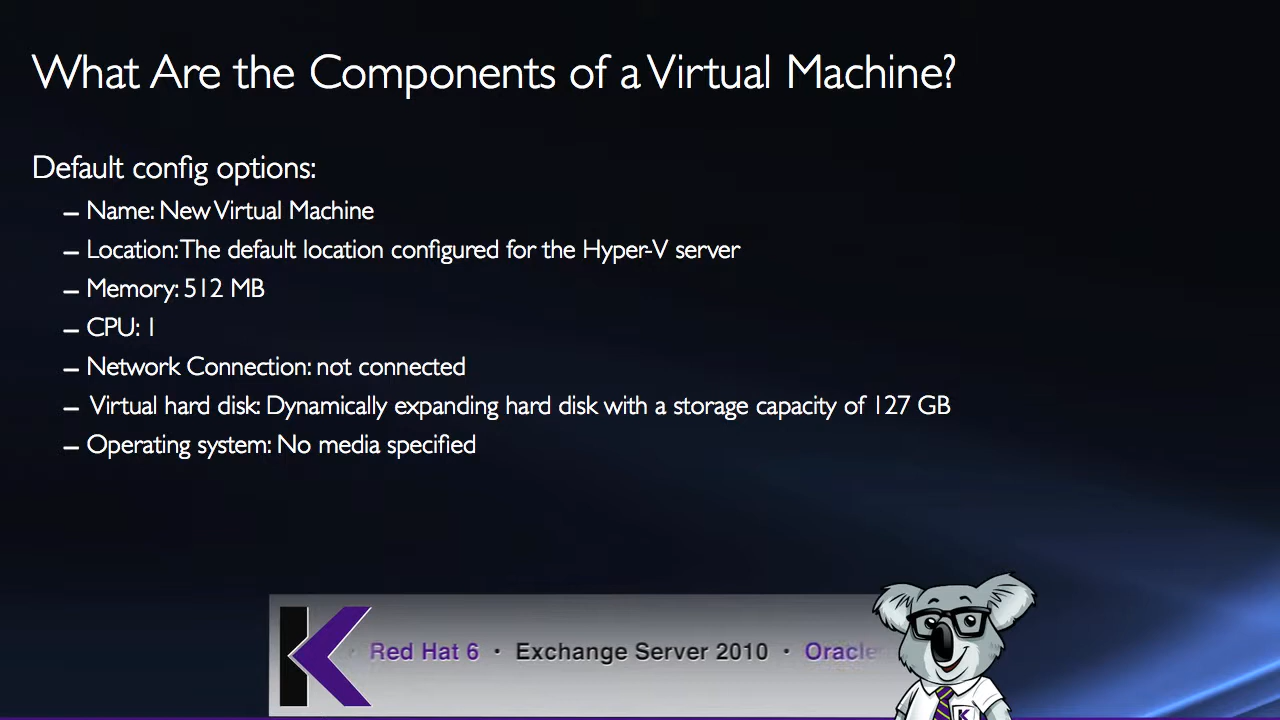 What Are the Components of a Virtual Machine?
Default config options:
– Name: New Virtual Machine
– Location: The default location configured for the Hyper-V server
– Memory: 512 MB
– CPU: 1
– Network Connection: not connected
– Virtual hard disk: Dynamically expanding hard disk with a storage capacity of 127 GB
– Operating system: No media specified
K · Red Hat 6 · Exchange Server 2010 · Oracle
K